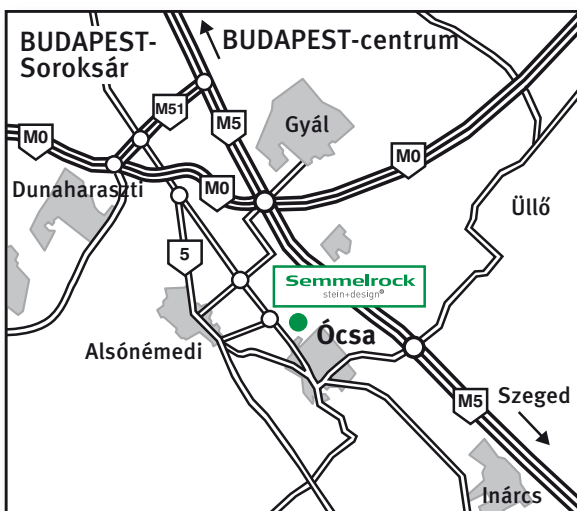 BUDAPEST-
Soroksár
BUDAPEST-centrum
M51
M5
Gyál
M0
M0
M0
Dunaharaszti
Üllő
5
Semmelrock
stein+design®
Ócsa
Alsónémedi
M5
Szeged
Inárcs